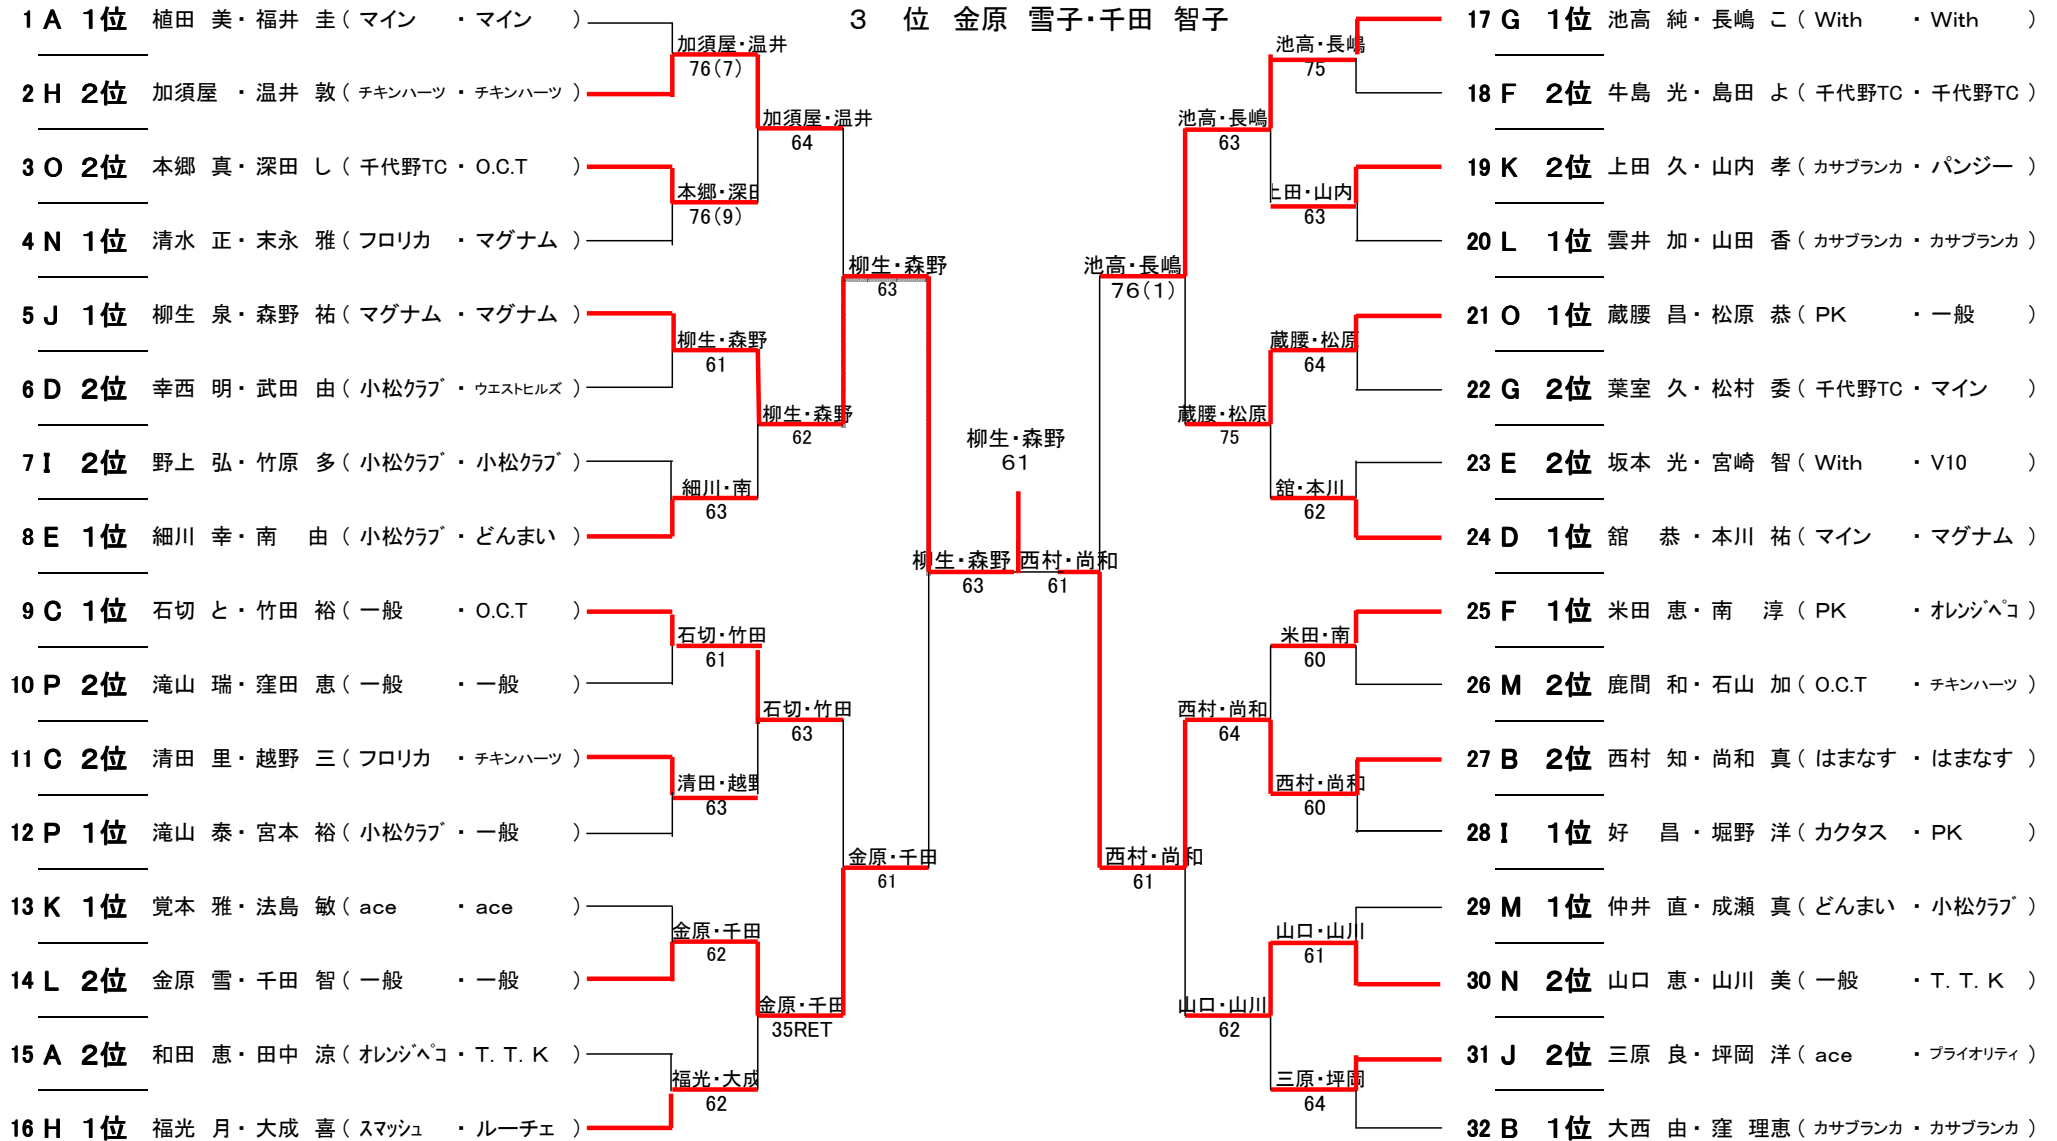 ３ 位 金原 雪子・千田 智子
1 A 1位 植田 美・福井 圭（マイン ・マイン ）
2 H 2位 加須屋 ・温井 敦（チキンハーツ・チキンハーツ）
3 O 2位 本郷 真・深田 し（千代野TC・O.C.T ）
4 N 1位 清水 正・末永 雅（フロリカ ・マグナム ）
5 J 1位 柳生 泉・森野 祐（マグナム ・マグナム ）
6 D 2位 幸西 明・武田 由（小松ｸﾗﾌﾞ・ウエストヒルズ ）
7 I 2位 野上 弘・竹原 多（小松ｸﾗﾌﾞ・小松ｸﾗﾌﾞ）
8 E 1位 細川 幸・南 由（小松ｸﾗﾌﾞ・どんまい ）
9 C 1位 石切 と・竹田 裕（一般 ・O.C.T ）
10 P 2位 滝山 瑞・窪田 恵（一般 ・一般 ）
11 C 2位 清田 里・越野 三（フロリカ ・チキンハーツ）
12 P 1位 滝山 泰・宮本 裕（小松ｸﾗﾌﾞ・一般 ）
13 K 1位 覚本 雅・法島 敏（ace ・ace ）
14 L 2位 金原 雪・千田 智（一般 ・一般 ）
15 A 2位 和田 恵・田中 涼（ｵﾚﾝｼﾞﾍﾟｺ・T. T. K ）
16 H 1位 福光 月・大成 喜（ｽﾏｯｼｭ ・ルーチェ ）
加須屋・温井
76(7)
本郷・深田
76(9)
柳生・森野
61
細川・南
63
石切・竹田
61
清田・越野
63
金原・千田
62
福光・大成
62
加須屋・温井
64
柳生・森野
62
石切・竹田
63
金原・千田
35RET
柳生・森野
63
金原・千田
61
柳生・森野
63
柳生・森野
61
西村・尚和
61
池高・長嶋
76(1)
西村・尚和
61
池高・長嶋
63
蔵腰・松原
75
西村・尚和
64
山口・山川
62
池高・長嶋
75
上田・山内
63
蔵腰・松原
64
舘・本川
62
米田・南
60
西村・尚和
60
山口・山川
61
三原・坪岡
64
17 G 1位 池高 純・長嶋 こ（With ・With ）
18 F 2位 牛島 光・島田 よ（千代野TC・千代野TC）
19 K 2位 上田 久・山内 孝（カサブランカ・パンジー ）
20 L 1位 雲井 加・山田 香（カサブランカ・カサブランカ）
21 O 1位 蔵腰 昌・松原 恭（PK ・一般 ）
22 G 2位 葉室 久・松村 委（千代野TC・マイン ）
23 E 2位 坂本 光・宮崎 智（With ・V10 ）
24 D 1位 舘 恭・本川 祐（マイン ・マグナム ）
25 F 1位 米田 恵・南 淳（PK ・ｵﾚﾝｼﾞﾍﾟｺ）
26 M 2位 鹿間 和・石山 加（O.C.T ・チキンハーツ）
27 B 2位 西村 知・尚和 真（はまなす ・はまなす ）
28 I 1位 好 昌・堀野 洋（カクタス ・PK ）
29 M 1位 仲井 直・成瀬 真（どんまい ・小松ｸﾗﾌﾞ）
30 N 2位 山口 恵・山川 美（一般 ・T. T. K ）
31 J 2位 三原 良・坪岡 洋（ace ・プライオリティ）
32 B 1位 大西 由・窪 理恵（カサブランカ・カサブランカ）